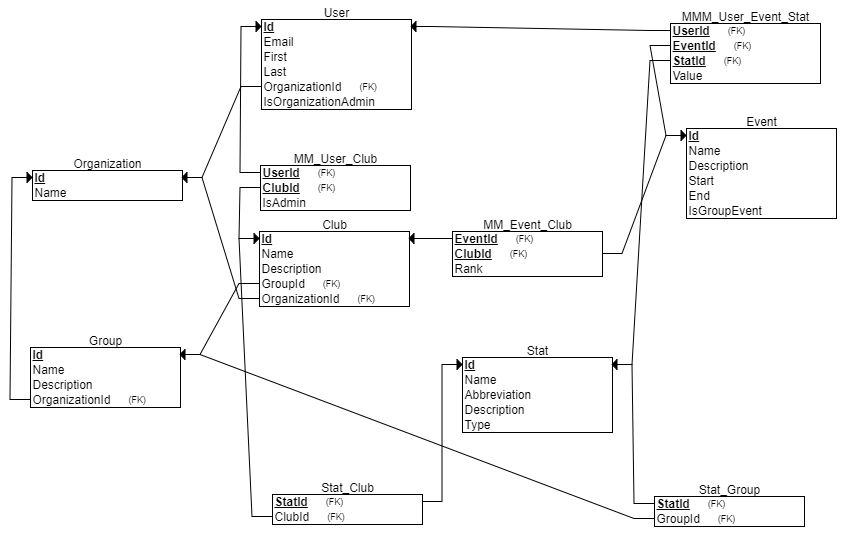 User
Id
Email
First
Last
OrganizationId (FK)
IsOrganizationAdmin
MMM_User_Event_Stat
UserId (FK)
EventId (FK)
StatId (FK)
Value
Event
Id
Name
Description
Start
End
IsGroupEvent
Organization
Id
Name
MM_User_Club
UserId (FK)
ClubId (FK)
IsAdmin
Club
Id
Name
Description
GroupId (FK)
OrganizationId (FK)
MM_Event_Club
EventId (FK)
ClubId (FK)
Rank
Group
Id
Name
Description
OrganizationId (FK)
Stat
Id
Name
Abbreviation
Description
Type
Stat_Club
StatId (FK)
ClubId (FK)
Stat_Group
StatId (FK)
GroupId (FK)